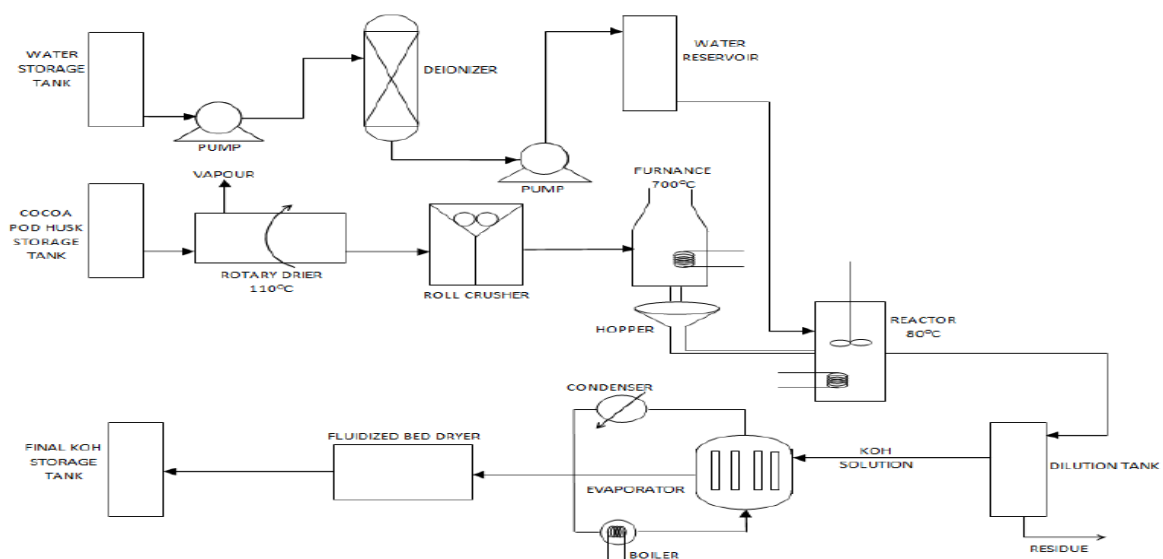 WATER
STORAGE
TANK
PUMP
DEIONIZER
PUMP
WATER
RESERVOIR
COCOA
POD HUSK
STORAGE
TANK
VAPOUR
ROTARY DRIER
110°C
ROLL CRUSHER
FURNANCE
700°C
HOPPER
REACTOR
80°C
CONDENSER
FINAL KOH
STORAGE
TANK
FLUIDIZED BED DRYER
EVAPORATOR
BOILER
KOH
SOLUTION
DILUTION TANK
RESIDUE